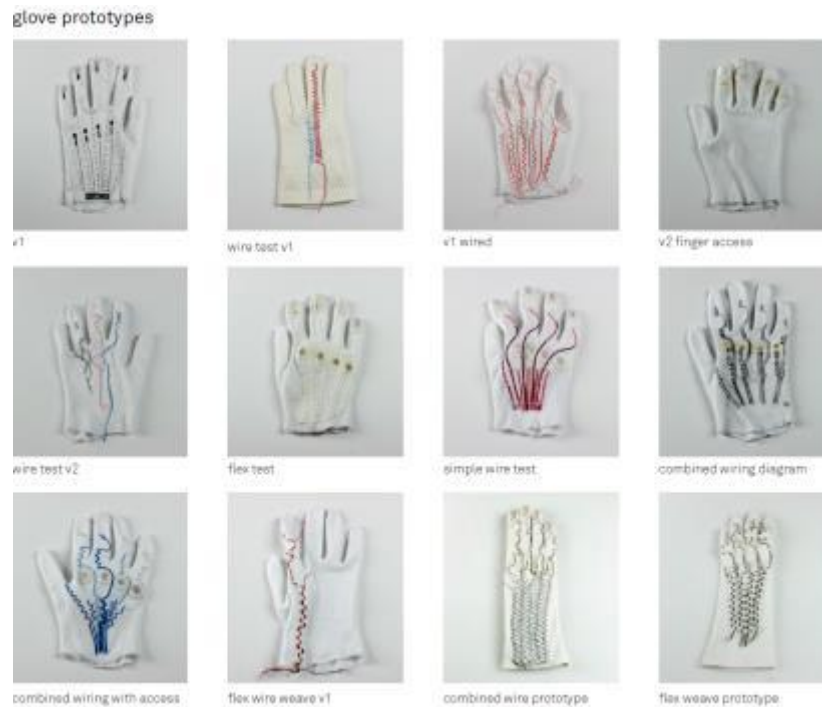 glove prototypes
v1
wire test v1
v1 wired
v2 finger access
wire test v2
flex test
simple wire test
combined wiring diagram
combined wiring with access
flex wire weave v1
combined wire prototype
flex weave prototype